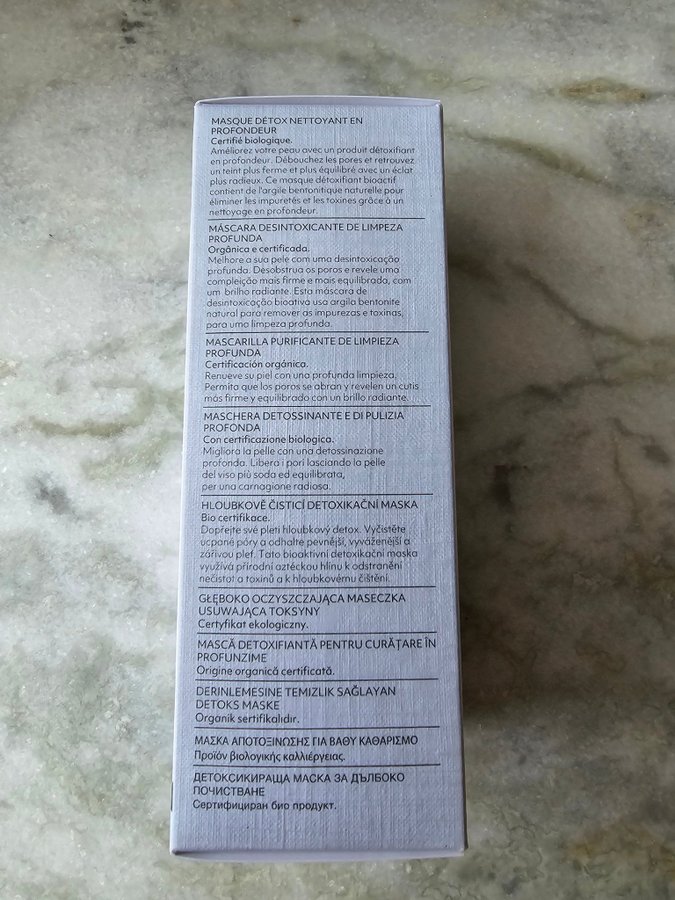 MASQUE DÉTOX NETTOYANT EN
PROFONDEUR
Certifié biologique.
Améliorez votre peau avec un produit détoxifiant
en profondeur. Débouchez les pores et retrouvez
un teint plus ferme et plus équilibré avec un éclat
plus radieux. Ce masque détoxifiant bioactif
contient de l'argile bentonitique naturelle pour
éliminer les impuretés et les toxines grâce à un
nettoyage en profondeur.
MÁSCARA DESINTOXICANTE DE LIMPEZA
PROFUNDA
Orgânica e certificada.
Melhore a sua pele com uma desintoxicação
profunda. Desobstrua os poros e revele uma
compleição mais firme e mais equilibrada, com
um brilho radiante. Esta máscara de
desintoxicação bioativa usa argila bentonite
natural para remover as impurezas e toxinas,
para uma limpeza profunda.
MASCARILLA PURIFICANTE DE LIMPIEZA
PROFUNDA
Certificación orgánica.
Renueve su piel con una profunda limpieza.
Permita que los poros se abran y revelen un cutis
más firme y equilibrado con un brillo radiante.
MASCHERA DETOSSINANTE E DI PULIZIA
PROFONDA
Con certificazione biologica.
Migliora la pelle con una detossinazione
profonda. Libera i pori lasciando la pelle
del viso più soda ed equilibrata,
per una carnagione radiosa.
HLOUBKOVĚ ČISTICÍ DETOXIKAČNÍ MASKA
Bio certifikace.
Dopřejte své pleti hloubkový detox. Vyčistěte
ucpané póry a odhalte pevnější, vyváženější a
zářivou pleť. Tato bioaktivní detoxikační maska
využívá přírodní aztéckou hlínu k odstranění
nečistot a toxinů a k hloubkovému čištění.
GŁĘBOKO OCZYSZCZAJĄCA MASECZKA
USUWAJĄCA TOKSYNY
Certyfikat ekologiczny.
MASCĂ DETOXIFIANTĂ PENTRU CURĂȚARE ÎN
PROFUNZIME
Origine organică certificată.
DERINLEMESINE TEMIZLIK SAĞLAYAN
DETOKS MASKE
Organik sertifikalıdır.
ΜΑΣΚΑ ΑΠΟΤΟΞΙΝΩΣΗΣ ΓΙΑ ΒΑΘΥ ΚΑΘΑΡΙΣΜΟ
Προϊόν βιολογικής καλλιέργειας.
ДЕТОКСИКИРАЩА МАСКА ЗА ДЪЛБОКО
ПОЧИСТВАНЕ
Сертифициран био продукт.